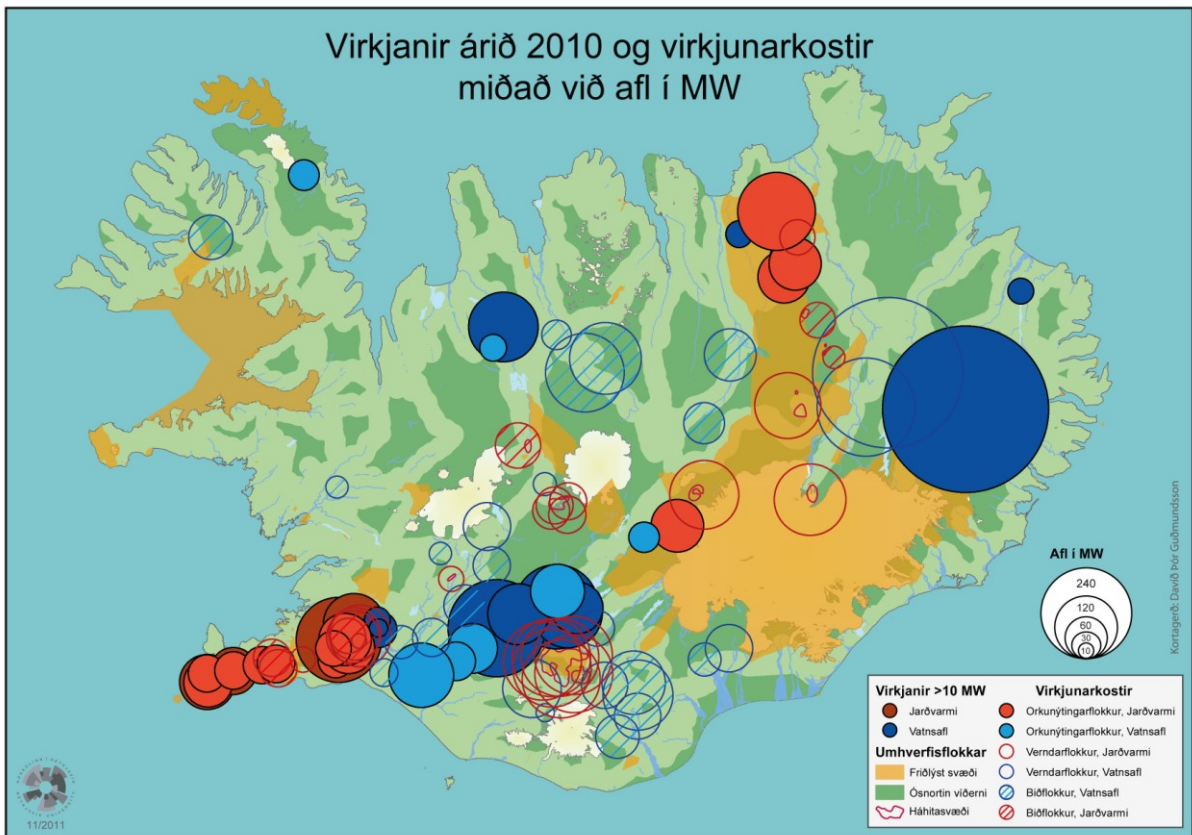 Virkjanir árið 2010 og virkjunarkostir
miðað við afl í MW
Kortagerð: Davíð Þór Guðmundsson
Afl í MW
240
120
60
30
10
Virkjanir >10 MW
Jarðvarmi
Vatnsafl
Umhverfisflokkar
Friðlýst svæði
Ósnortin víðerni
Háhitasvæði
Virkjunarkostir
Orkunýtingarflokkur, Jarðvarmi
Orkunýtingarflokkur, Vatnsafl
Verndarflokkur, Jarðvarmi
Verndarflokkur, Vatnsafl
Biðflokkur, Vatnsafl
Biðflokkur, Jarðvarmi
11/2011